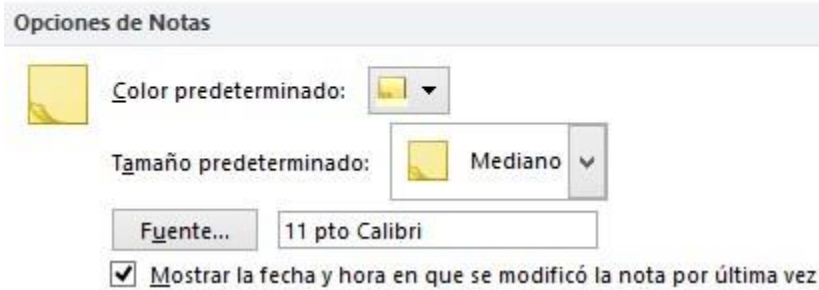 Opciones de Notas
Color predeterminado:
Tamaño predeterminado: Mediano
Fuente... 11 pto Calibri
Mostrar la fecha y hora en que se modificó la nota por última vez